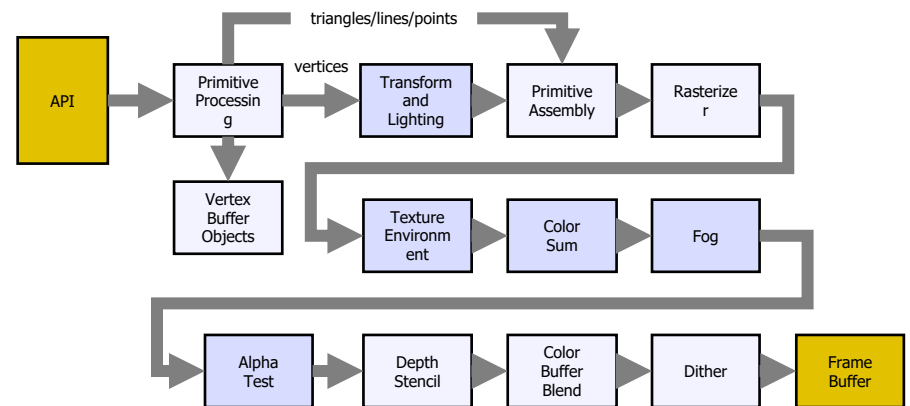 triangles/lines/points
vertices
API
Primitive
Processin
g
Transform
and
Lighting
Primitive
Assembly
Rasterize
r
Vertex
Buffer
Objects
Texture
Environm
ent
Color
Sum
Fog
Alpha
Test
Depth
Stencil
Color
Buffer
Blend
Dither
Frame
Buffer